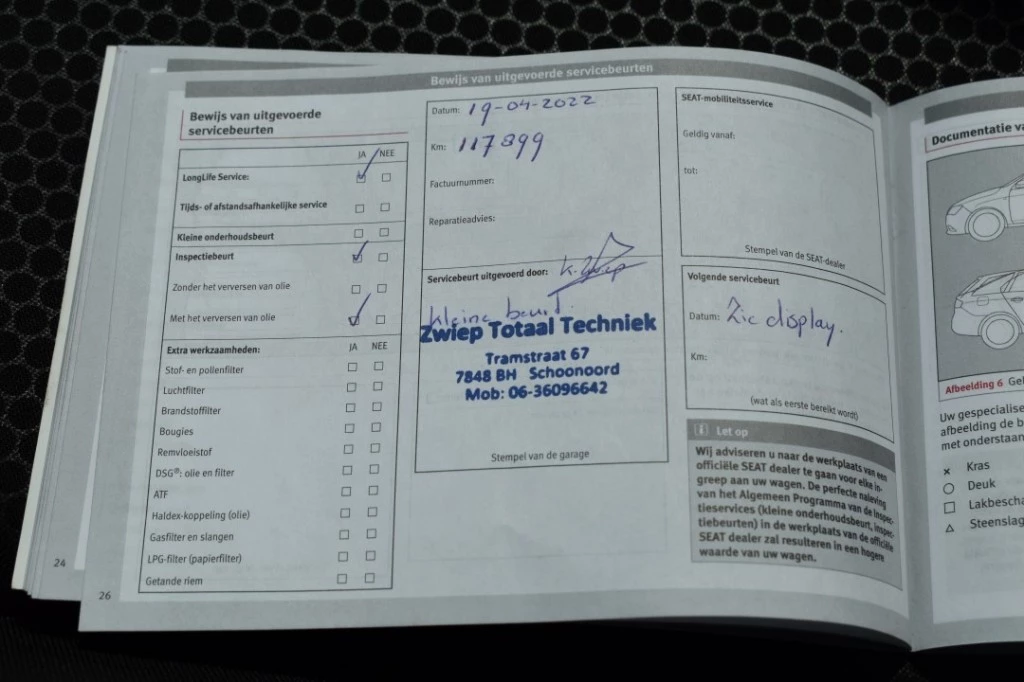 Bewijs van uitgevoerde servicebeurten
Bewijs van uitgevoerde
servicebeurten
JA NEE
LongLife Service:
Tijds- of afstandsafhankelijke service
Kleine onderhoudsbeurt
Inspectiebeurt
Zonder het verversen van olie
Met het verversen van olie
Extra werkzaamheden: JA NEE
Stof- en pollenfilter
Luchtfilter
Brandstoffilter
Bougies
Remvloeistof
DSG®: olie en filter
ATF
Haldex-koppeling (olie)
Gasfilter en slangen
LPG-filter (papierfilter)
Getande riem
24
26
Datum: 19-04-2022
Km: 117899
Factuurnummer:
Reparatieadvies:
Servicebeurt uitgevoerd door: K. Zwiep
kleine beurt
Zwiep Totaal Techniek
Tramstraat 67
7848 BH Schoonoord
Mob: 06-36096642
Stempel van de garage
SEAT-mobiliteitsservice
Geldig vanaf:
tot:
Stempel van de SEAT-dealer
Volgende servicebeurt
Datum: Zie display.
Km:
(wat als eerste bereikt wordt)
Let op
Wij adviseren u naar de werkplaats van een
officiële SEAT dealer te gaan voor elke in-
greep aan uw wagen. De perfecte naleving
van het Algemeen Programma van de Inspec-
tieservices (kleine onderhoudsbeurt, inspec-
tiebeurten) in de werkplaats van de officiële
SEAT dealer zal resulteren in een hogere
waarde van uw wagen.
Documentatie va
Afbeelding 6 Gel
Uw gespecialise
afbeelding de b
met onderstaan
Kras
Deuk
Lakbescha
Steenslag